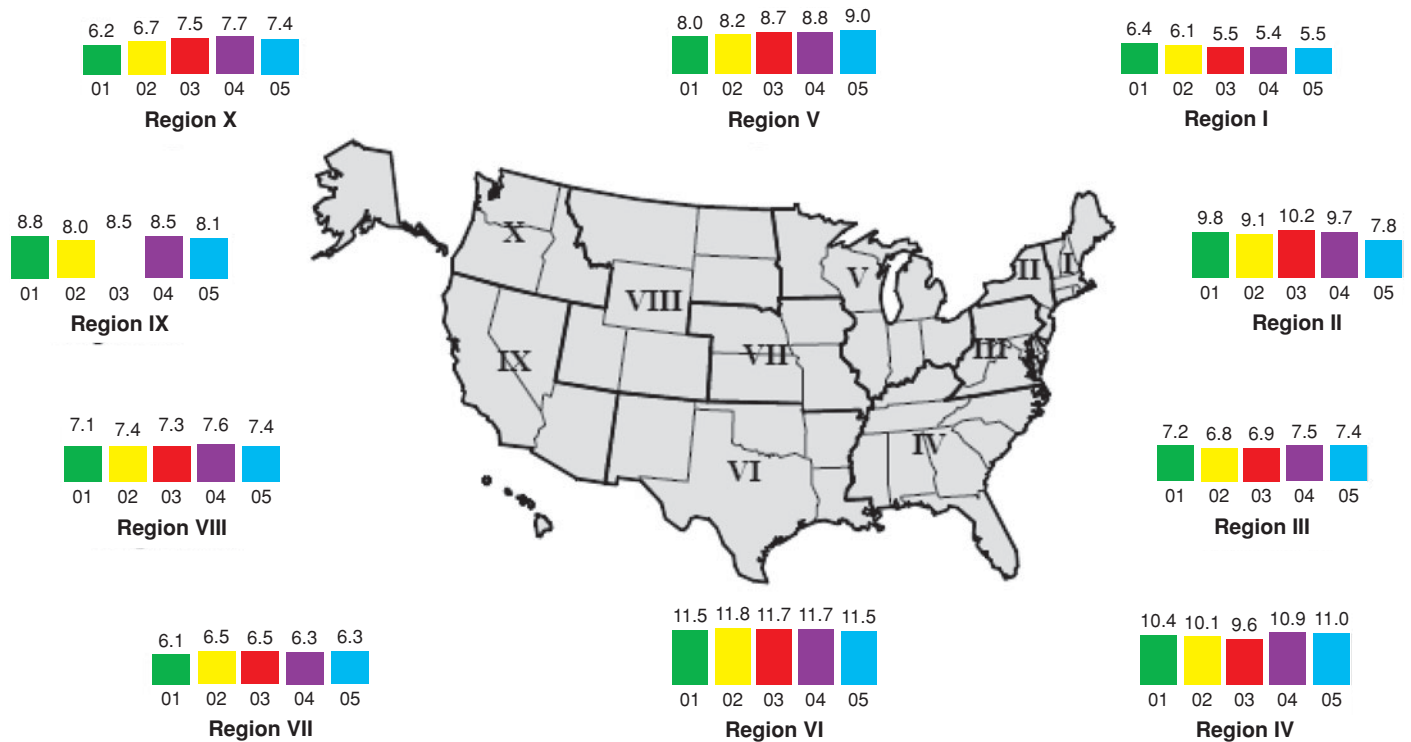 6.2 6.7 7.5 7.7 7.4
01 02 03 04 05
Region X
8.0 8.2 8.7 8.8 9.0
01 02 03 04 05
Region V
6.4 6.1 5.5 5.4 5.5
01 02 03 04 05
Region I
8.8 8.0 8.5 8.5 8.1
01 02 03 04 05
Region IX
9.8 9.1 10.2 9.7 7.8
01 02 03 04 05
Region II
X
V
II
I
VIII
IX
VII
III
IV
VI
7.1 7.4 7.3 7.6 7.4
01 02 03 04 05
Region VIII
7.2 6.8 6.9 7.5 7.4
01 02 03 04 05
Region III
6.1 6.5 6.5 6.3 6.3
01 02 03 04 05
Region VII
11.5 11.8 11.7 11.7 11.5
01 02 03 04 05
Region VI
10.4 10.1 9.6 10.9 11.0
01 02 03 04 05
Region IV